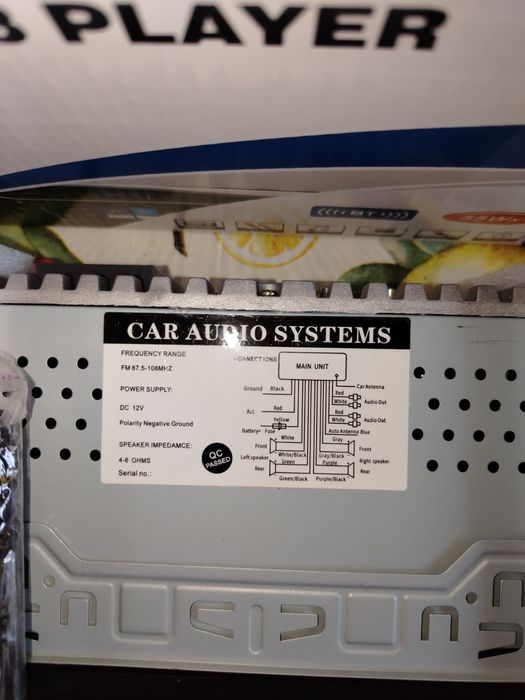 PLAYER
BT
55Wx
CAR AUDIO SYSTEMS
FREQUENCY RANGE
FM 87.5-108MHZ
POWER SUPPLY:
DC 12V
Polarity Negative Ground
SPEAKER IMPEDAMCE:
4-8 OHMS
Serial no.:
QC
PASSED
CONNECTIONS
MAIN UNIT
Car Antenna
Ground Black
Red
White
Audio Out
Acc Red
Red
White
Audio Out
Yellow
Battery+ Fuse
Auto Antenna Blue
White
Gray
Front
Front
White/Black
Gray/Black
Left speaker
Right speaker
Green
Purple
Rear
Rear
Green/Black
Purple/Black